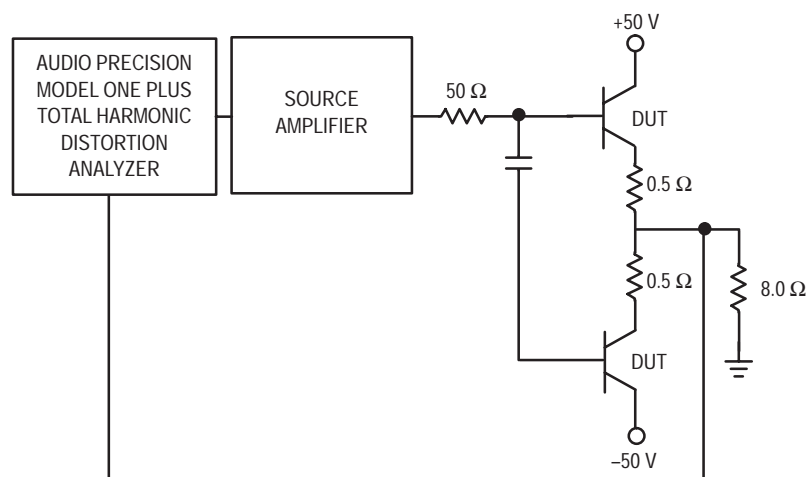 AUDIO PRECISION
MODEL ONE PLUS
TOTAL HARMONIC
DISTORTION
ANALYZER
SOURCE
AMPLIFIER
50 Ω
+50 V
DUT
0.5 Ω
0.5 Ω
8.0 Ω
DUT
–50 V